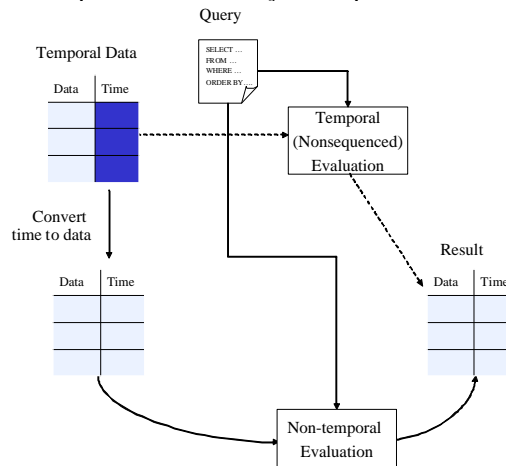 Query
SELECT ...
FROM ...
WHERE ...
ORDER BY ....
Temporal Data
Data Time
Temporal
(Nonsequenced)
Evaluation
Convert
time to data
Result
Data Time
Data Time
Non-temporal
Evaluation